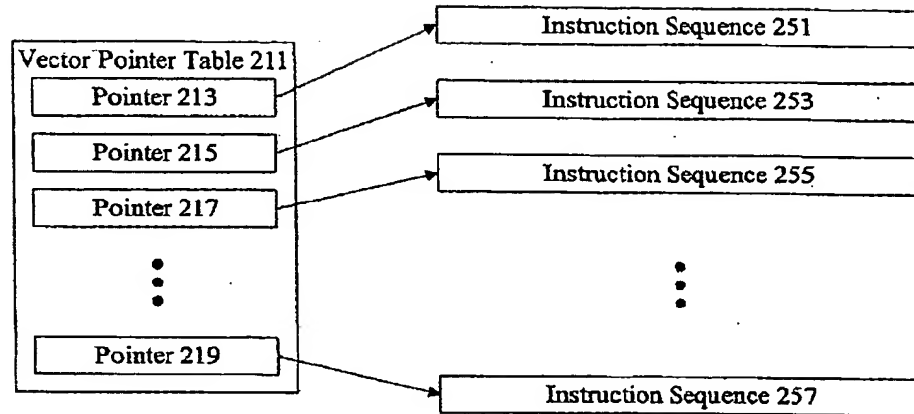 Vector Pointer Table 211
Pointer 213
Pointer 215
Pointer 217
Pointer 219
Instruction Sequence 251
Instruction Sequence 253
Instruction Sequence 255
Instruction Sequence 257